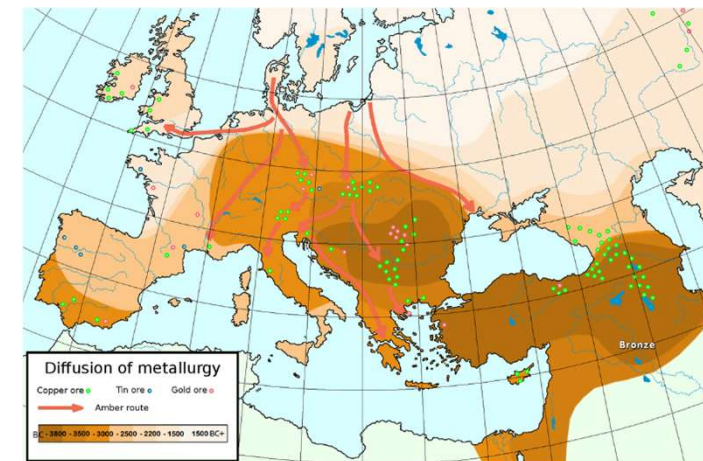 Bronze
Diffusion of metallurgy
Copper ore Tin ore Gold ore
Amber route
BC - 3800 - 3500 - 3000 - 2500 - 2200 - 1500 1500 BC+